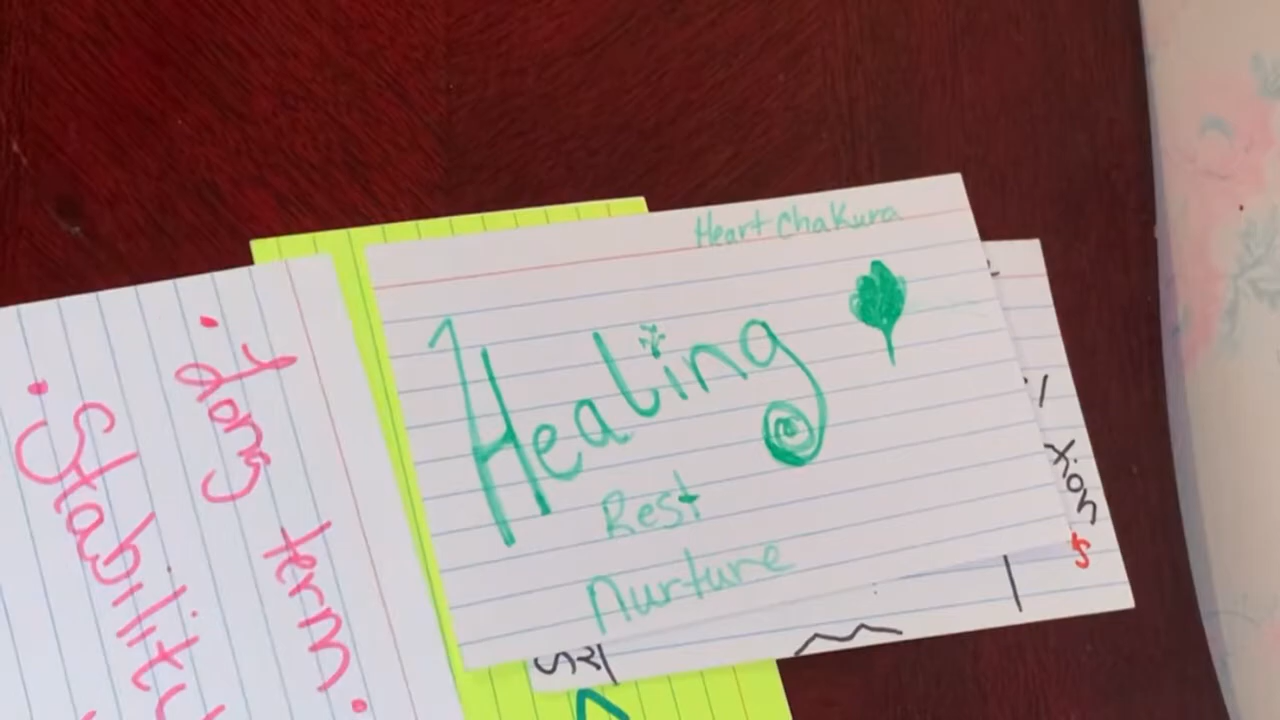 Heart Chakura
Healing
Rest
Nurture
• Long term •
• Stability